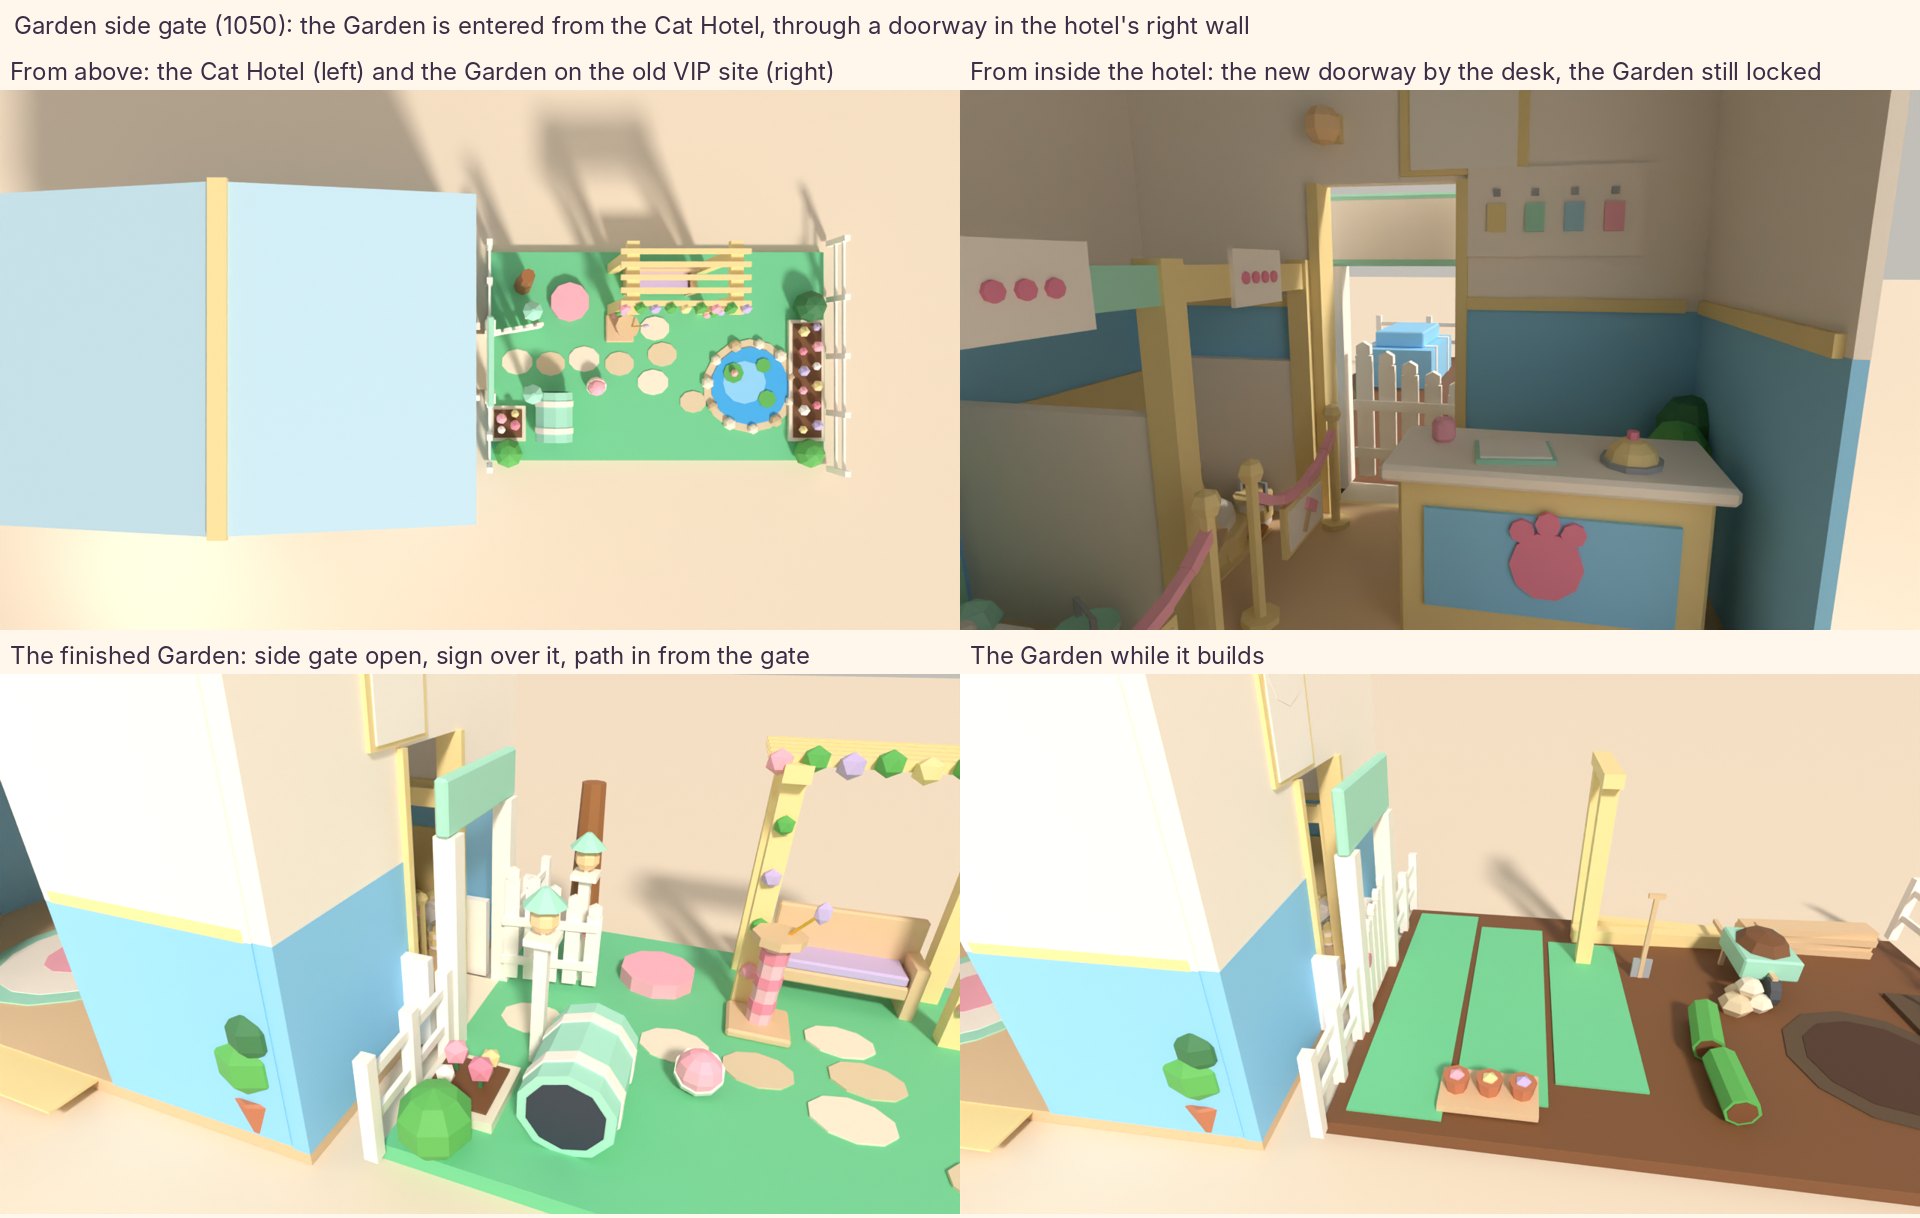 Garden side gate (1050): the Garden is entered from the Cat Hotel, through a doorway in the hotel's right wall
From above: the Cat Hotel (left) and the Garden on the old VIP site (right)
From inside the hotel: the new doorway by the desk, the Garden still locked
The finished Garden: side gate open, sign over it, path in from the gate
The Garden while it builds